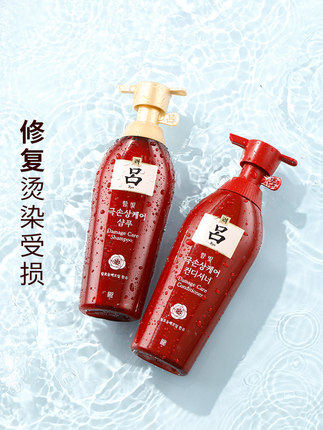 修复烫染受损
呂
함빛
극손상케어
샴푸
Damage Care
Shampoo
呂
함빛
극손상케어
컨디셔너
Damage Care
Conditioner